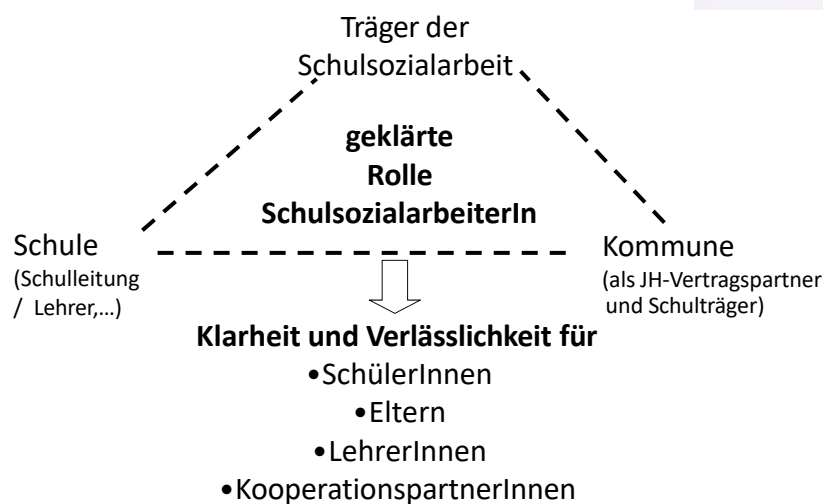 Träger der
Schulsozialarbeit
geklärte
Rolle
SchulsozialarbeiterIn
Schule
(Schulleitung
/ Lehrer,...)
Kommune
(als JH-Vertragspartner
und Schulträger)
Klarheit und Verlässlichkeit für
•SchülerInnen
•Eltern
•LehrerInnen
•KooperationspartnerInnen